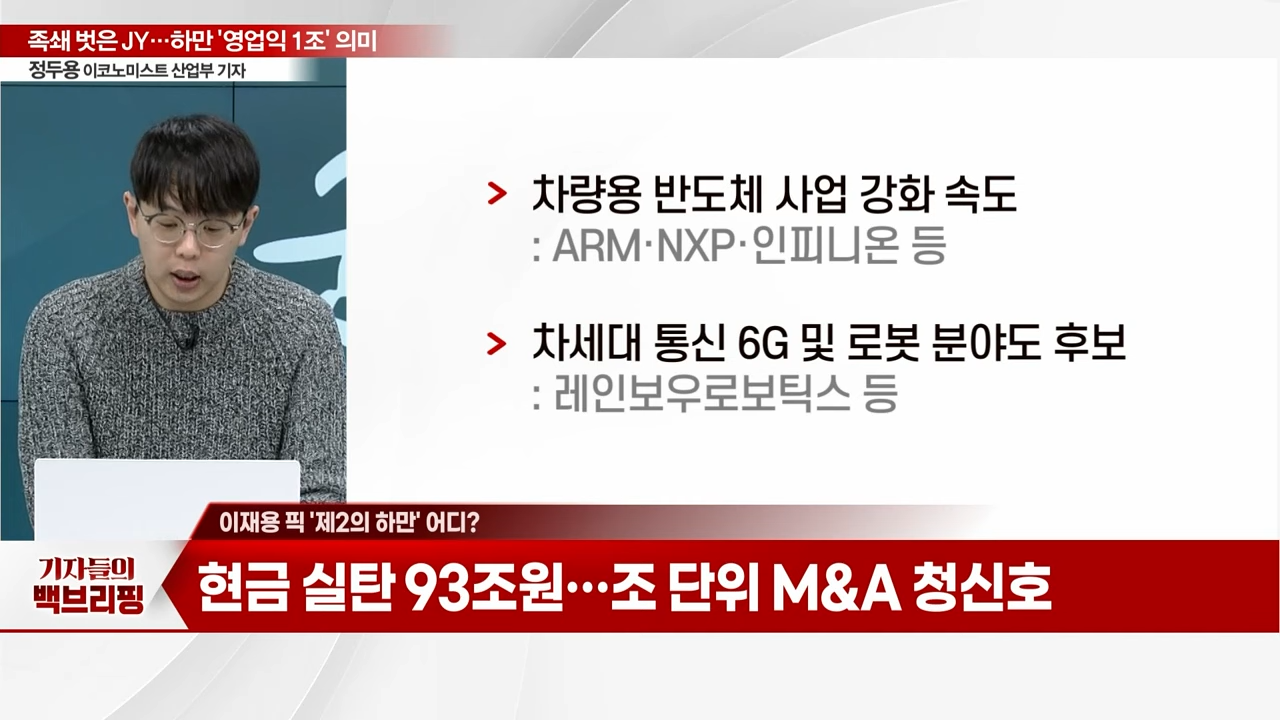 족쇄 벗은 JY…하만 '영업익 1조' 의미
정두용 이코노미스트 산업부 기자
> 차량용 반도체 사업 강화 속도
: ARM·NXP·인피니온 등
> 차세대 통신 6G 및 로봇 분야도 후보
: 레인보우로보틱스 등
이재용 픽 '제2의 하만' 어디?
기자들의
백브리핑
현금 실탄 93조원…조 단위 M&A 청신호